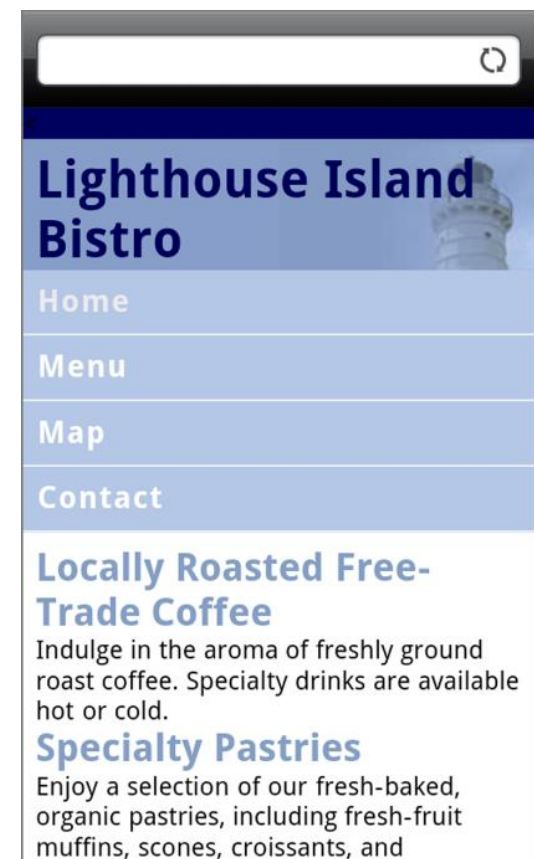 Lighthouse Island
Bistro
Home
Menu
Map
Contact
Locally Roasted Free-
Trade Coffee
Indulge in the aroma of freshly ground
roast coffee. Specialty drinks are available
hot or cold.
Specialty Pastries
Enjoy a selection of our fresh-baked,
organic pastries, including fresh-fruit
muffins, scones, croissants, and